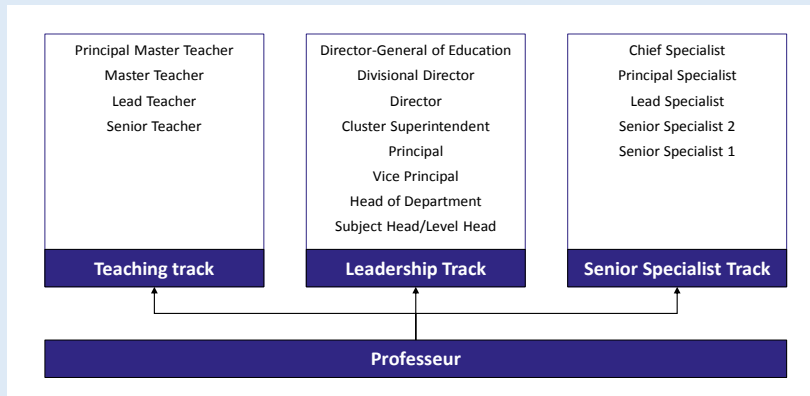 Principal Master Teacher
Master Teacher
Lead Teacher
Senior Teacher
Teaching track
Director-General of Education
Divisional Director
Director
Cluster Superintendent
Principal
Vice Principal
Head of Department
Subject Head/Level Head
Leadership Track
Chief Specialist
Principal Specialist
Lead Specialist
Senior Specialist 2
Senior Specialist 1
Senior Specialist Track
Professeur